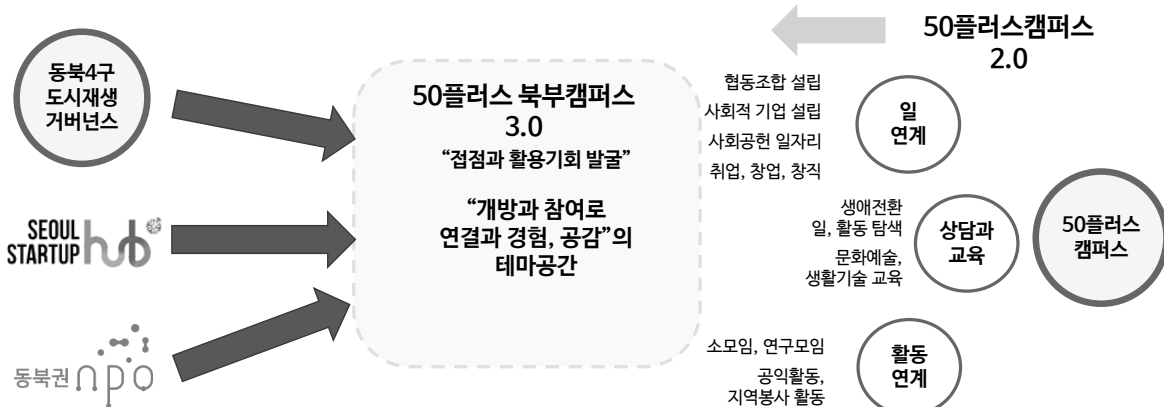 동북4구
도시재생
거버넌스
SEOUL
STARTUP hub
동북권 npo
50플러스 북부캠퍼스
3.0
“접점과 활용기회 발굴”
“개방과 참여로
연결과 경험, 공감”의
테마공간
50플러스캠퍼스
2.0
협동조합 설립
사회적 기업 설립
사회공헌 일자리
취업, 창업, 창직
일
연계
생애전환
일, 활동 탐색
문화예술,
생활기술 교육
상담과
교육
50플러스
캠퍼스
소모임, 연구모임
공익활동,
지역봉사 활동
활동
연계